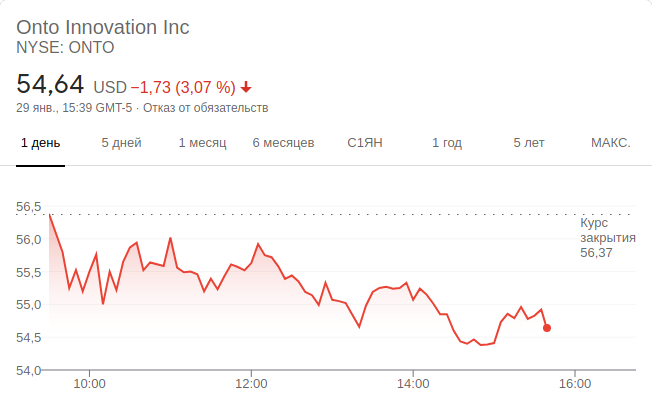 Onto Innovation Inc
NYSE: ONTO
54,64 USD −1,73 (3,07 %)
29 янв., 15:39 GMT-5 · Отказ от обязательств
1 день 5 дней 1 месяц 6 месяцев С1ЯН 1 год 5 лет МАКС.
56,5
Курс
закрытия
56,37
56,0
55,5
55,0
54,5
54,0
10:00 12:00 14:00 16:00